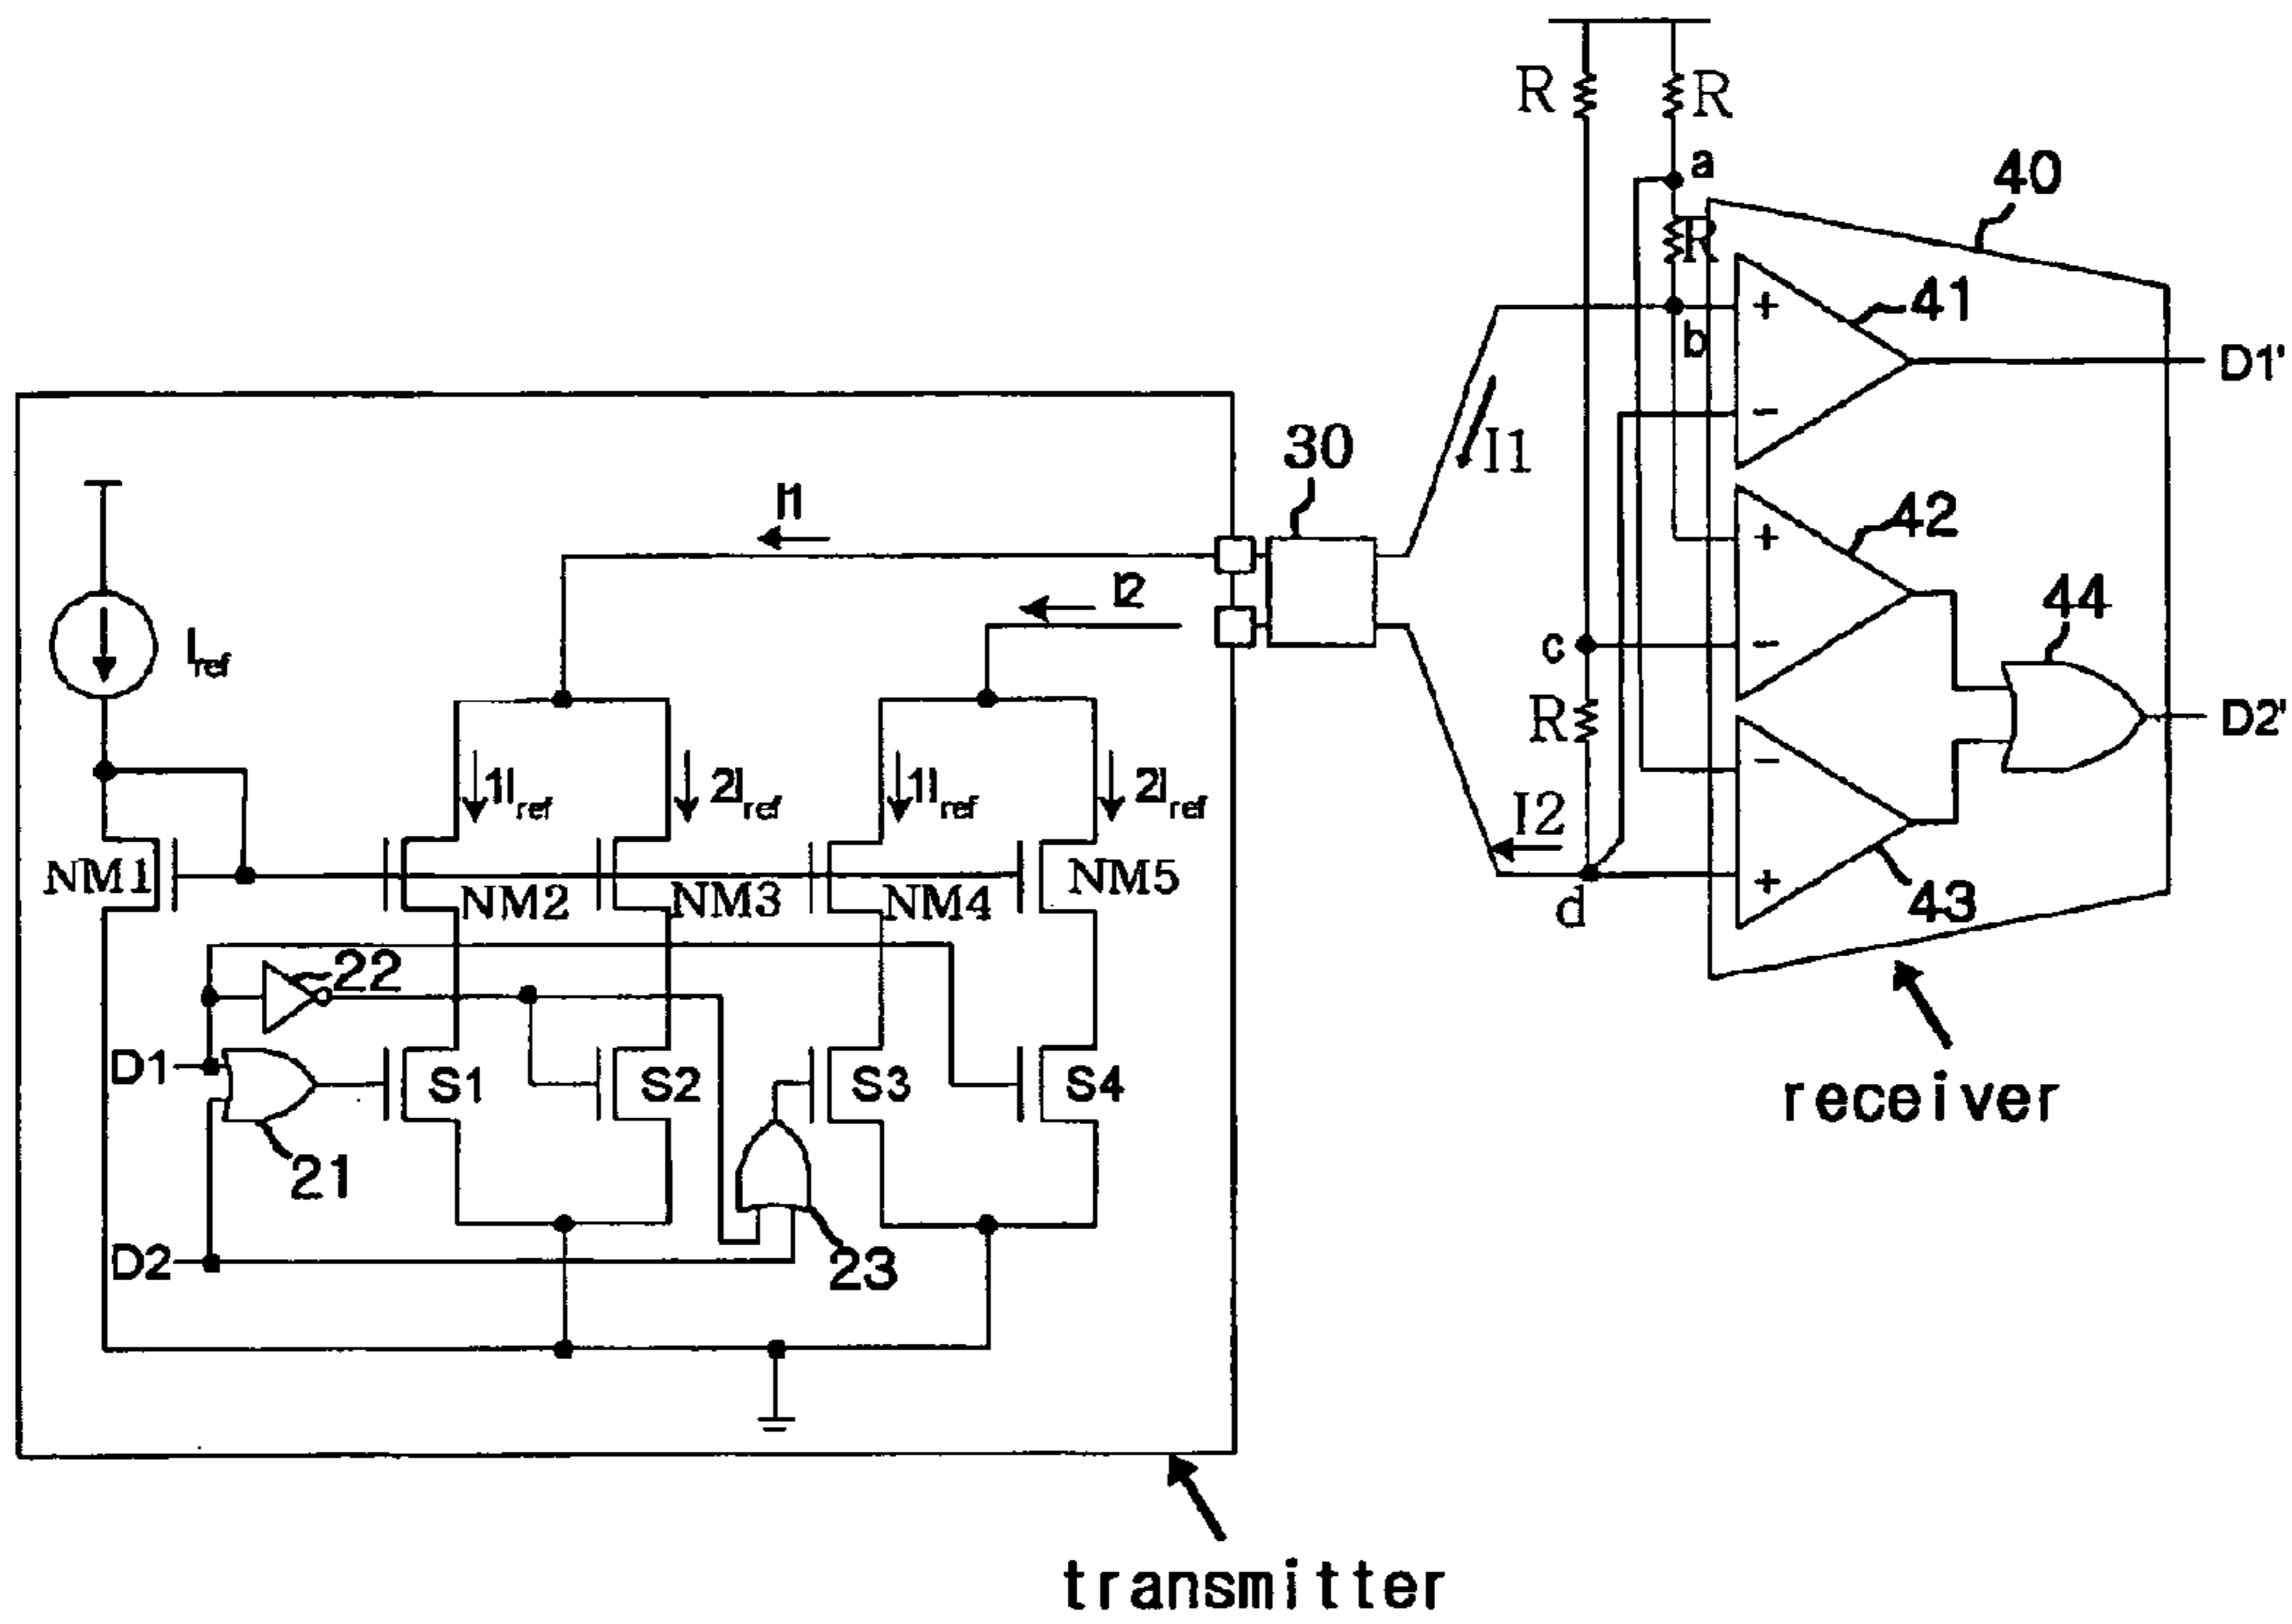 R
R
a
40
R
+
41
b
D1'
30
I1
-
I1
42
+
I2
44
Iref
c
-
R
D2'
1Iref
2Iref
1Iref
2Iref
-
I2
NM1
NM2
NM3
NM4
NM5
+
d
43
22
D1
S1
S2
S3
S4
receiver
21
D2
23
transmitter